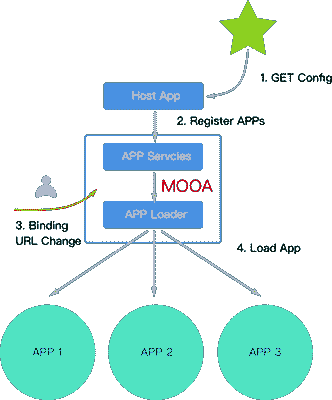 1. GET Config
Host App
2. Register APPs
APP Servcies
MOOA
APP Loader
3. Binding
URL Change
4. Load App
APP 1
APP 2
APP 3